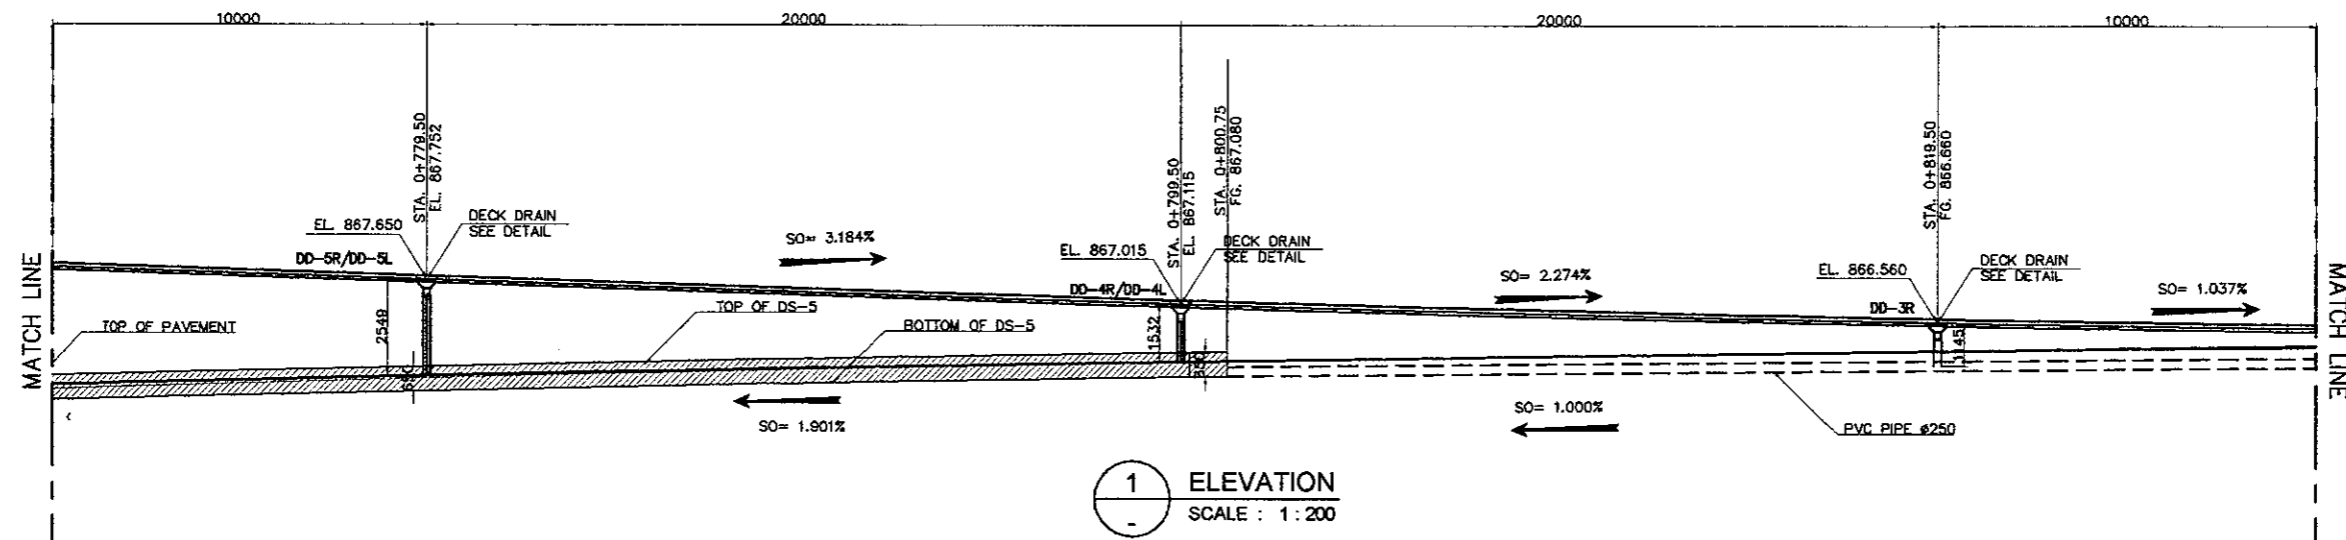 10000
20000
20000
10000
STA. 0+779.50
EL. 867.752
STA. 0+799.50
EL. 867.115
STA. 0+800.75
FG. 867.080
STA. 0+819.50
FG. 866.660
EL. 867.650
DECK DRAIN
SEE DETAIL
DD-5R/DD-5L
SO= 3.184%
EL. 867.015
DECK DRAIN
SEE DETAIL
DD-4R/DD-4L
SO= 2.274%
EL. 866.560
DECK DRAIN
SEE DETAIL
DD-3R
SO= 1.037%
MATCH LINE
MATCH LINE
TOP OF PAVEMENT
2549
TOP OF DS-5
BOTTOM OF DS-5
1532
1145
SO= 1.901%
SO= 1.000%
PVC PIPE ø250
1
-
ELEVATION
SCALE : 1:200